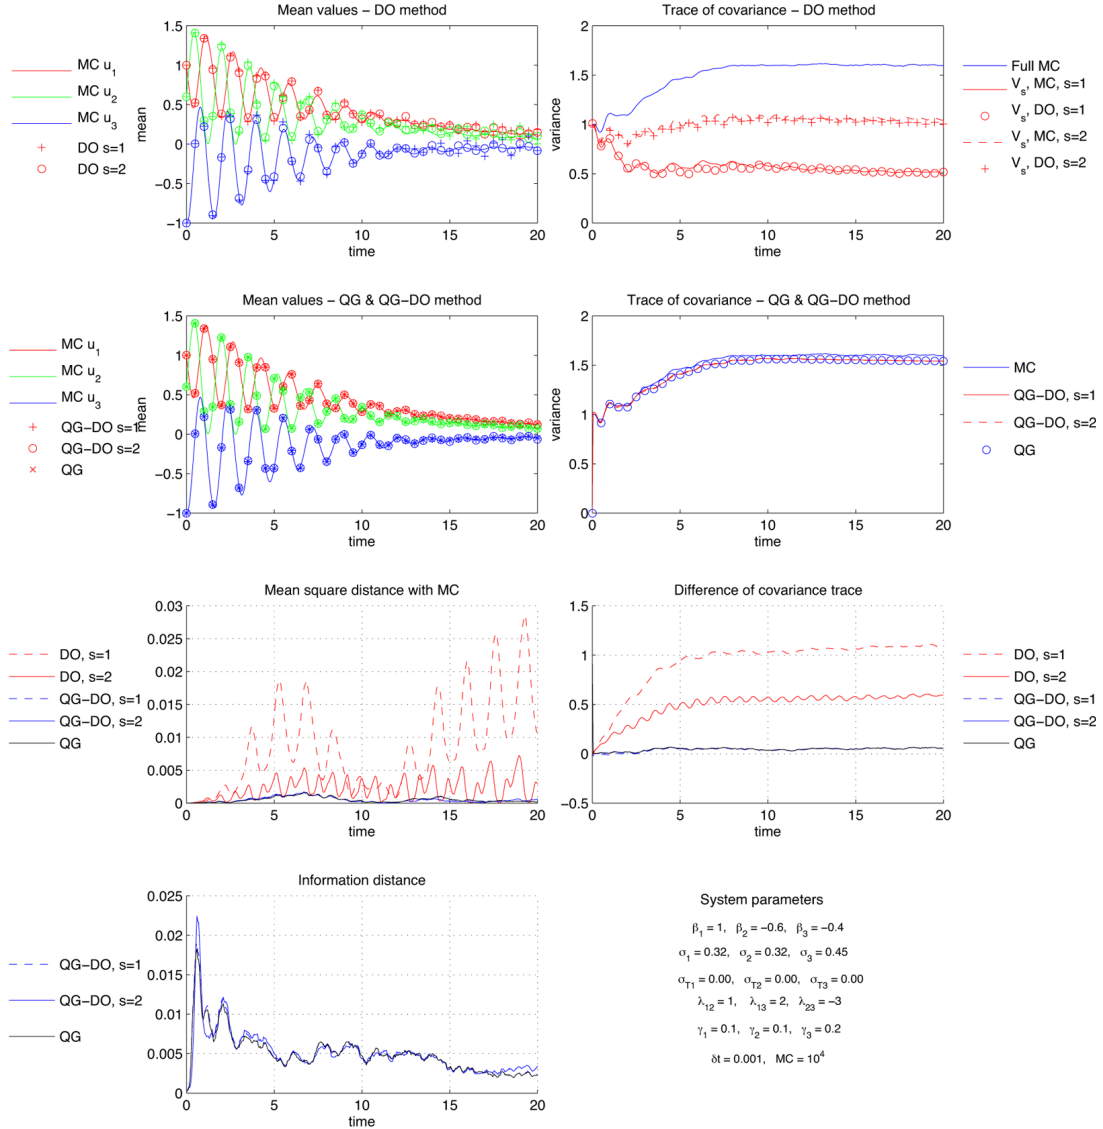 Mean values − DO method
MC u1
MC u2
MC u3
DO s=1
DO s=2
mean
1.5
1
0.5
0
−0.5
−1
0
5
10
15
20
time
Trace of covariance − DO method
variance
2
1.5
1
0.5
0
0
5
10
15
20
time
Full MC
Vs, MC, s=1
Vs, DO, s=1
Vs, MC, s=2
Vs, DO, s=2
Mean values − QG & QG−DO method
MC u1
MC u2
MC u3
QG−DO s=1
QG−DO s=2
QG
mean
1.5
1
0.5
0
−0.5
−1
0
5
10
15
20
time
Trace of covariance − QG & QG−DO method
variance
2
1.5
1
0.5
0
0
5
10
15
20
time
MC
QG−DO, s=1
QG−DO, s=2
QG
Mean square distance with MC
DO, s=1
DO, s=2
QG−DO, s=1
QG−DO, s=2
QG
0.03
0.025
0.02
0.015
0.01
0.005
0
0
5
10
15
20
time
Difference of covariance trace
1.5
1
0.5
0
−0.5
0
5
10
15
20
time
DO, s=1
DO, s=2
QG−DO, s=1
QG−DO, s=2
QG
Information distance
QG−DO, s=1
QG−DO, s=2
QG
0.025
0.02
0.015
0.01
0.005
0
0
5
10
15
20
time
System parameters
β1 = 1, β2 = −0.6, β3 = −0.4
σ1 = 0.32, σ2 = 0.32, σ3 = 0.45
σT1 = 0.00, σT2 = 0.00, σT3 = 0.00
λ12 = 1, λ13 = 2, λ23 = −3
γ1 = 0.1, γ2 = 0.1, γ3 = 0.2
δt = 0.001, MC = 10^4